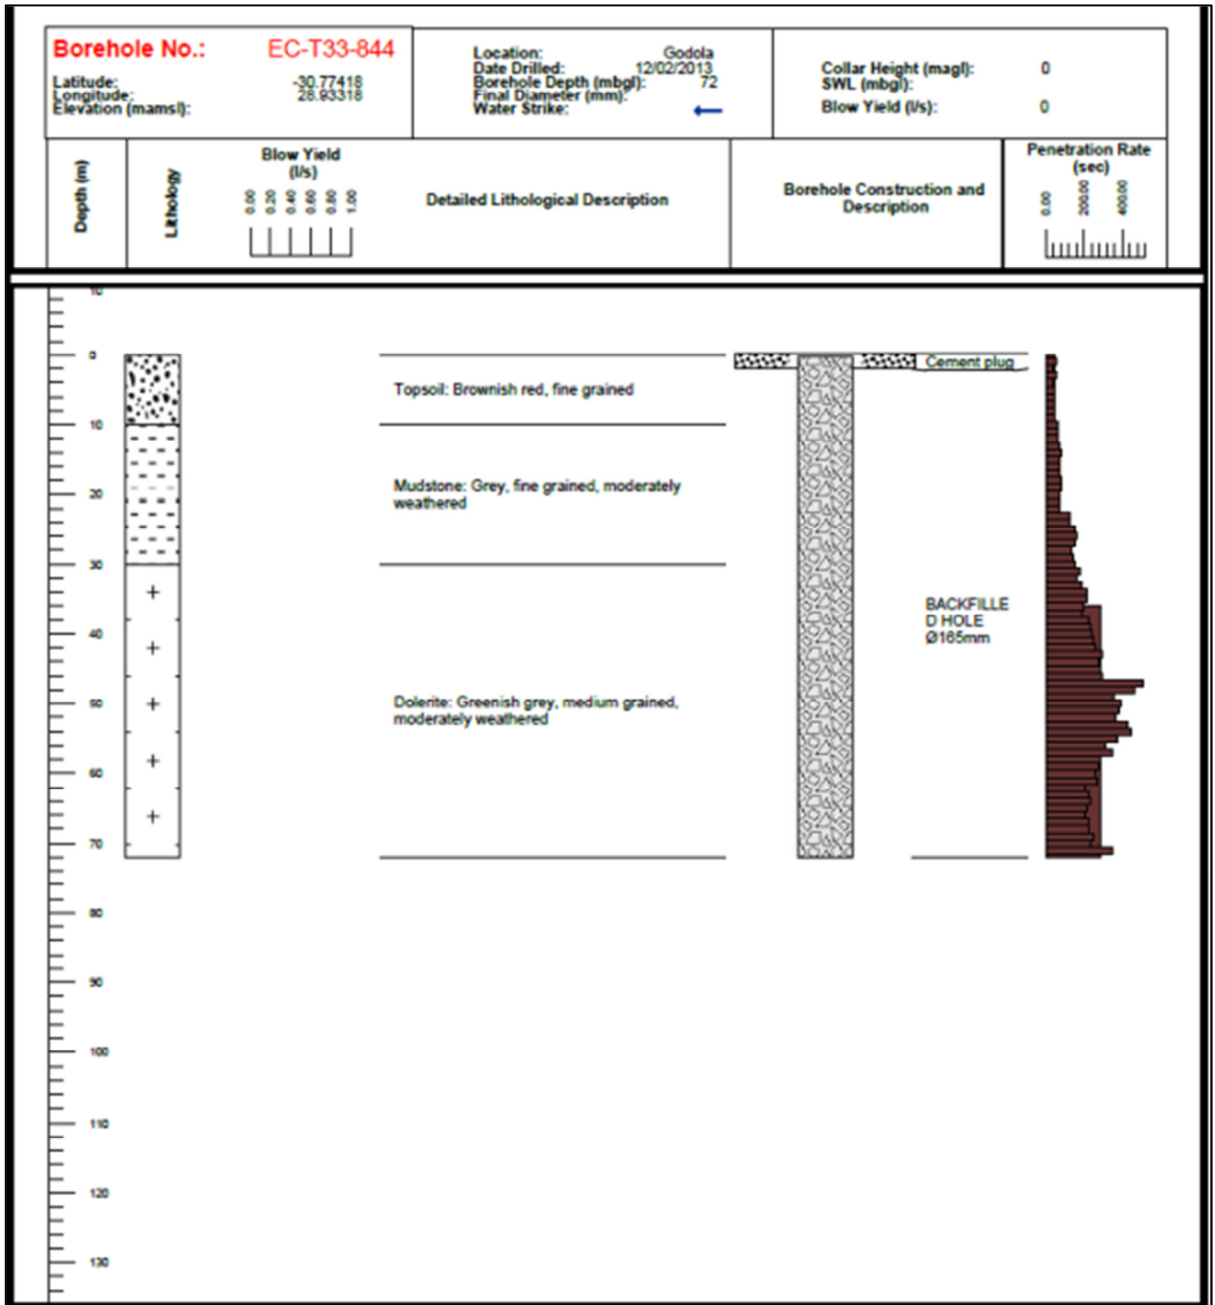 Borehole No.: EC-T33-844
Latitude: -30.77418
Longitude: 28.93318
Elevation (mamsl):
Location: Godola
Date Drilled: 12/02/2013
Borehole Depth (mbgl): 72
Final Diameter (mm):
Water Strike:
Collar Height (magl): 0
SWL (mbgl):
Blow Yield (l/s): 0
Depth (m)
Lithology
Blow Yield
(l/s)
0.00 0.20 0.40 0.60 0.80 1.00
Detailed Lithological Description
Borehole Construction and
Description
Penetration Rate
(sec)
0.00 200.00 400.00
10
0
10
20
30
40
50
60
70
80
90
100
110
120
130
Topsoil: Brownish red, fine grained
Mudstone: Grey, fine grained, moderately
weathered
Dolerite: Greenish grey, medium grained,
moderately weathered
Cement plug
BACKFILLE
D HOLE
Ø165mm